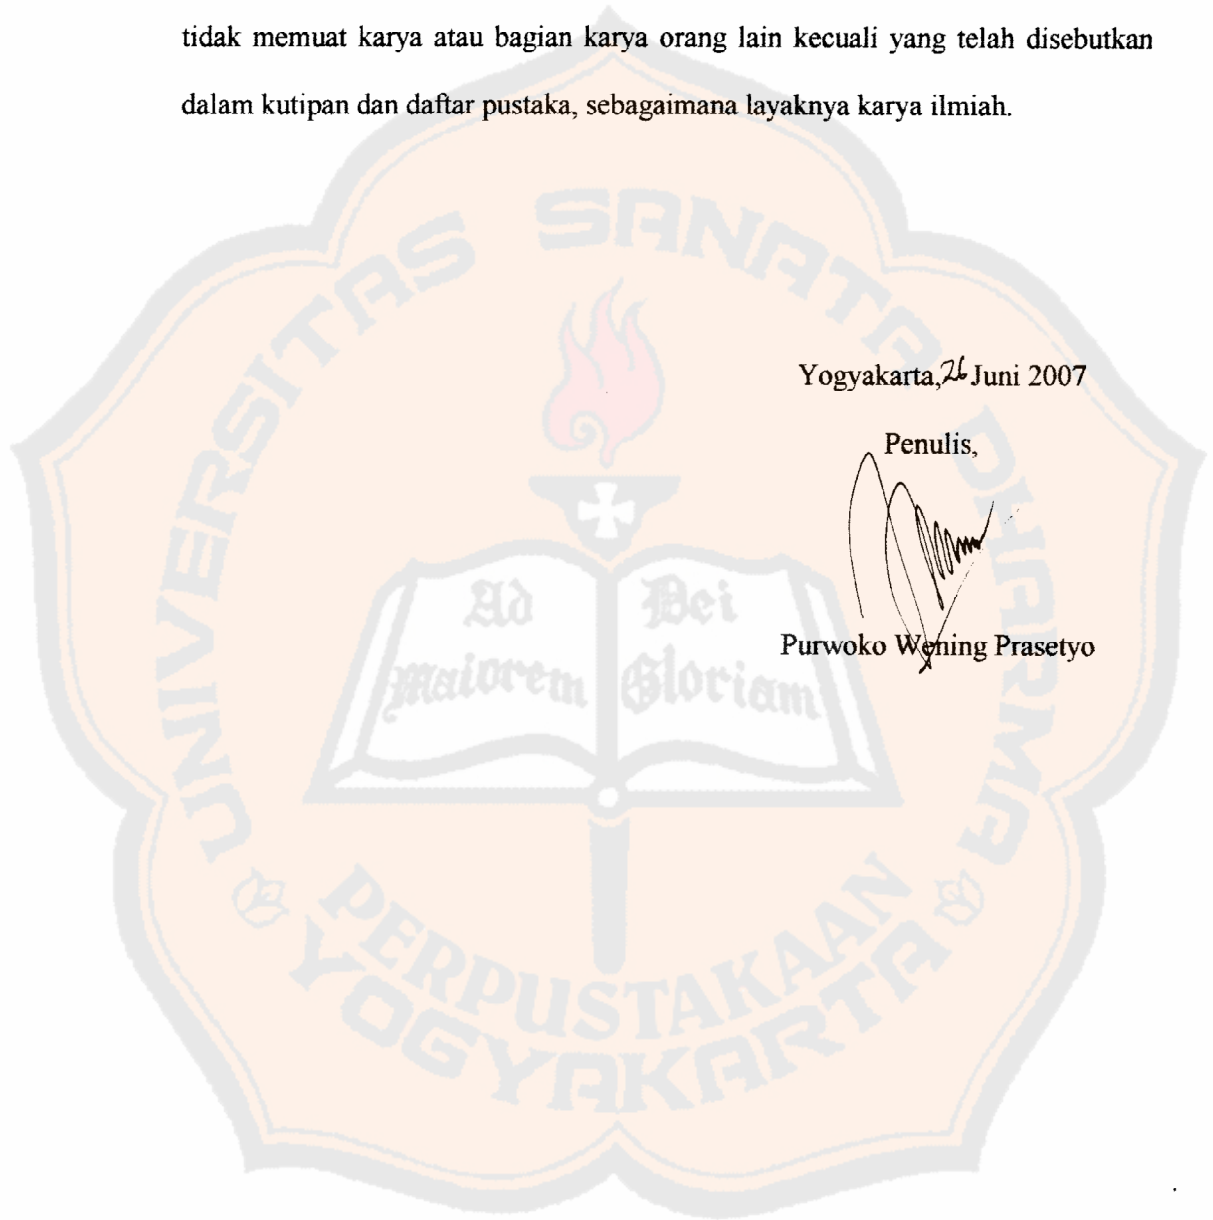 tidak memuat karya atau bagian karya orang lain kecuali yang telah disebutkan
dalam kutipan dan daftar pustaka, sebagaimana layaknya karya ilmiah.
UNIVERSITAS SANATA DHARMA
Yogyakarta, 26 Juni 2007
Penulis,
Ad Dei
maiorem Gloriam
Purwoko Wening Prasetyo
PERPUSTAKAAN
YOGYAKARTA